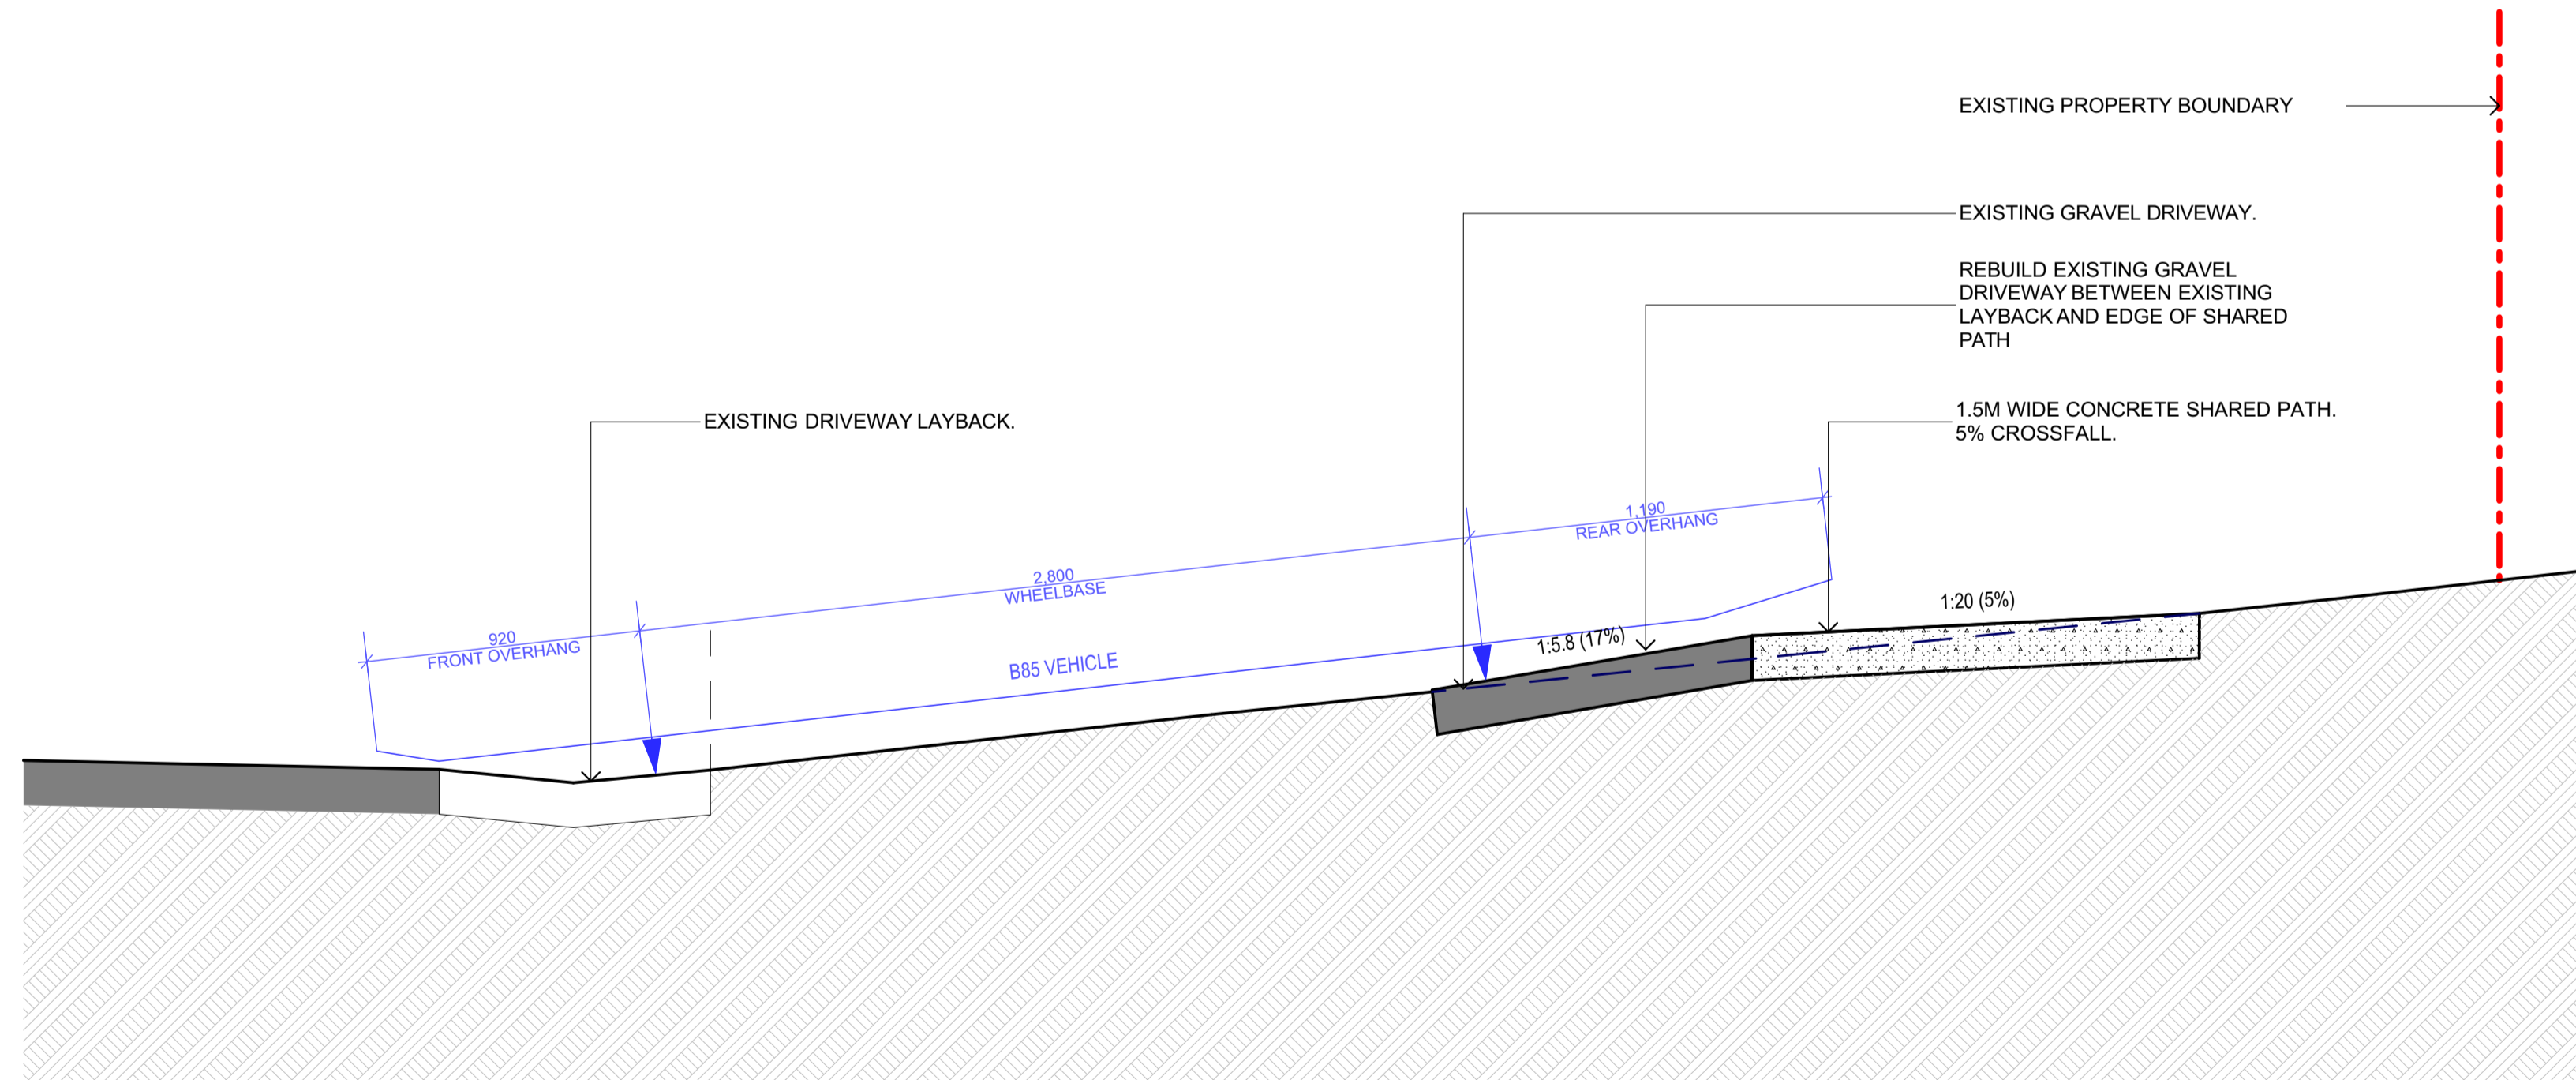 EXISTING PROPERTY BOUNDARY
EXISTING GRAVEL DRIVEWAY.
REBUILD EXISTING GRAVEL
DRIVEWAY BETWEEN EXISTING
LAYBACK AND EDGE OF SHARED
PATH
1.5M WIDE CONCRETE SHARED PATH.
5% CROSSFALL.
EXISTING DRIVEWAY LAYBACK.
1,190
REAR OVERHANG
2,800
WHEELBASE
920
FRONT OVERHANG
B85 VEHICLE
1:5.8 (17%)
1:20 (5%)